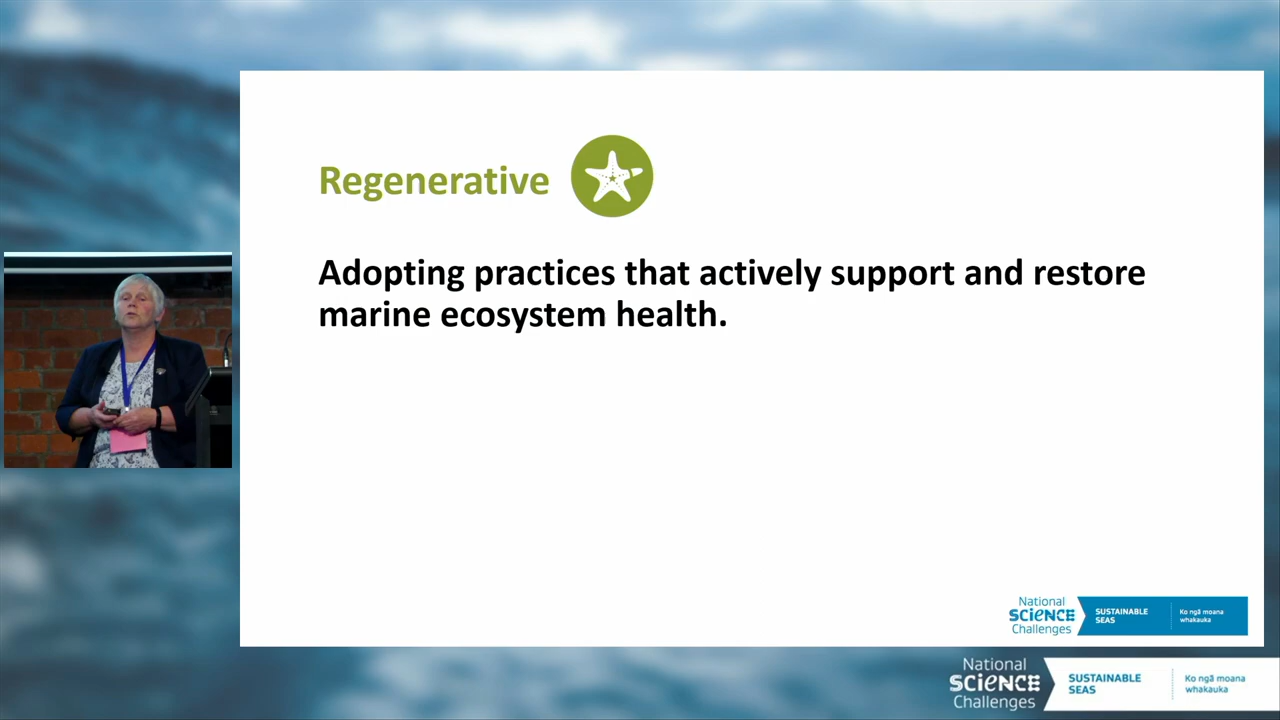 Regenerative
Adopting practices that actively support and restore
marine ecosystem health.
National
SCIENCE
Challenges
SUSTAINABLE
SEAS
Ko ngā moana
whakauka
National
SCIENCE
Challenges
SUSTAINABLE
SEAS
Ko ngā moana
whakauka